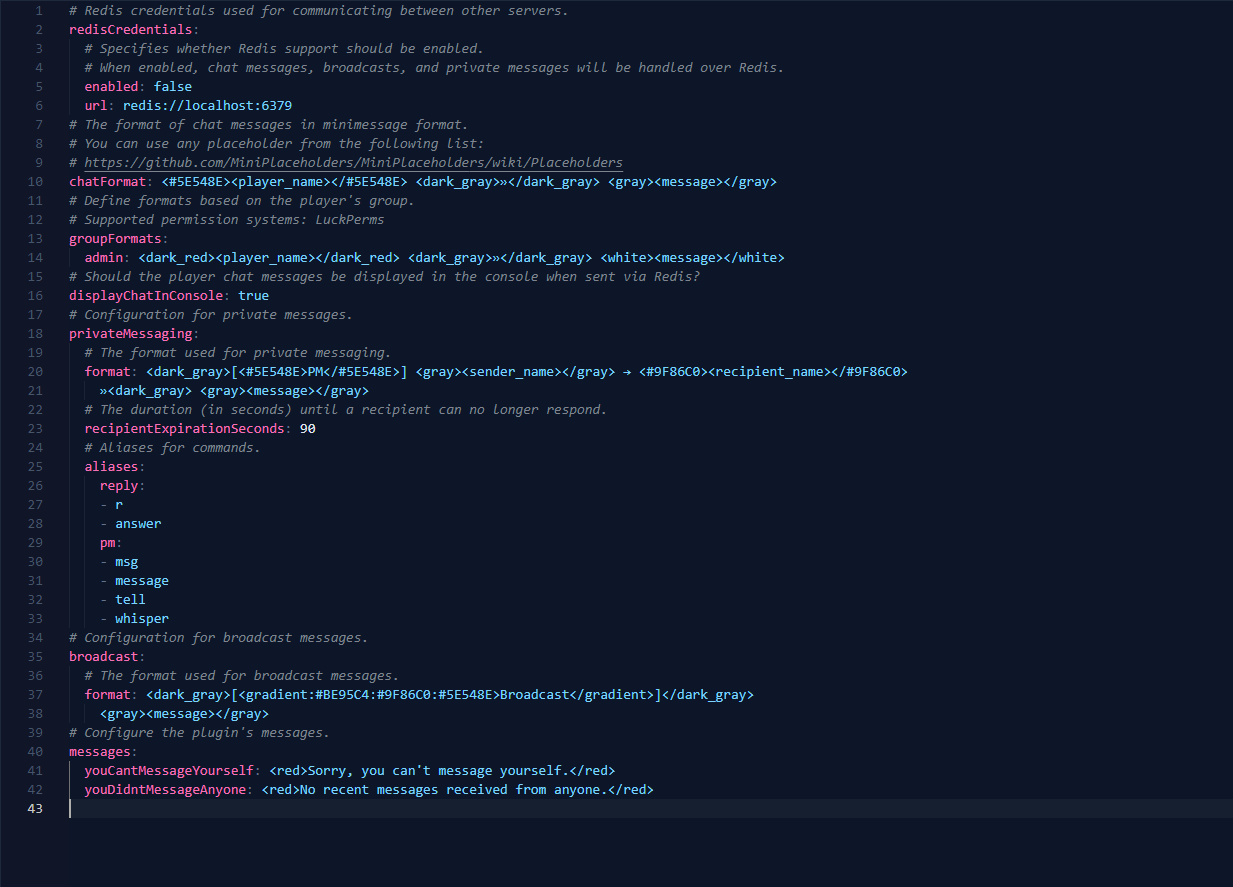 1 # Redis credentials used for communicating between other servers.
2 redisCredentials:
3   # Specifies whether Redis support should be enabled.
4   # When enabled, chat messages, broadcasts, and private messages will be handled over Redis.
5   enabled: false
6   url: redis://localhost:6379
7 # The format of chat messages in minimessage format.
8 # You can use any placeholder from the following list:
9 # https://github.com/MiniPlaceholders/MiniPlaceholders/wiki/Placeholders
10 chatFormat: <#5E548E><player_name></#5E548E> <dark_gray>»</dark_gray> <gray><message></gray>
11 # Define formats based on the player's group.
12 # Supported permission systems: LuckPerms
13 groupFormats:
14   admin: <dark_red><player_name></dark_red> <dark_gray>»</dark_gray> <white><message></white>
15 # Should the player chat messages be displayed in the console when sent via Redis?
16 displayChatInConsole: true
17 # Configuration for private messages.
18 privateMessaging:
19   # The format used for private messaging.
20   format: <dark_gray>[<#5E548E>PM</#5E548E>] <gray><sender_name></gray> → <#9F86C0><recipient_name></#9F86C0>
21     »<dark_gray> <gray><message></gray>
22   # The duration (in seconds) until a recipient can no longer respond.
23   recipientExpirationSeconds: 90
24   # Aliases for commands.
25   aliases:
26     reply:
27     - r
28     - answer
29     pm:
30     - msg
31     - message
32     - tell
33     - whisper
34 # Configuration for broadcast messages.
35 broadcast:
36   # The format used for broadcast messages.
37   format: <dark_gray>[<gradient:#BE95C4:#9F86C0:#5E548E>Broadcast</gradient>]</dark_gray>
38     <gray><message></gray>
39 # Configure the plugin's messages.
40 messages:
41   youCantMessageYourself: <red>Sorry, you can't message yourself.</red>
42   youDidntMessageAnyone: <red>No recent messages received from anyone.</red>
43